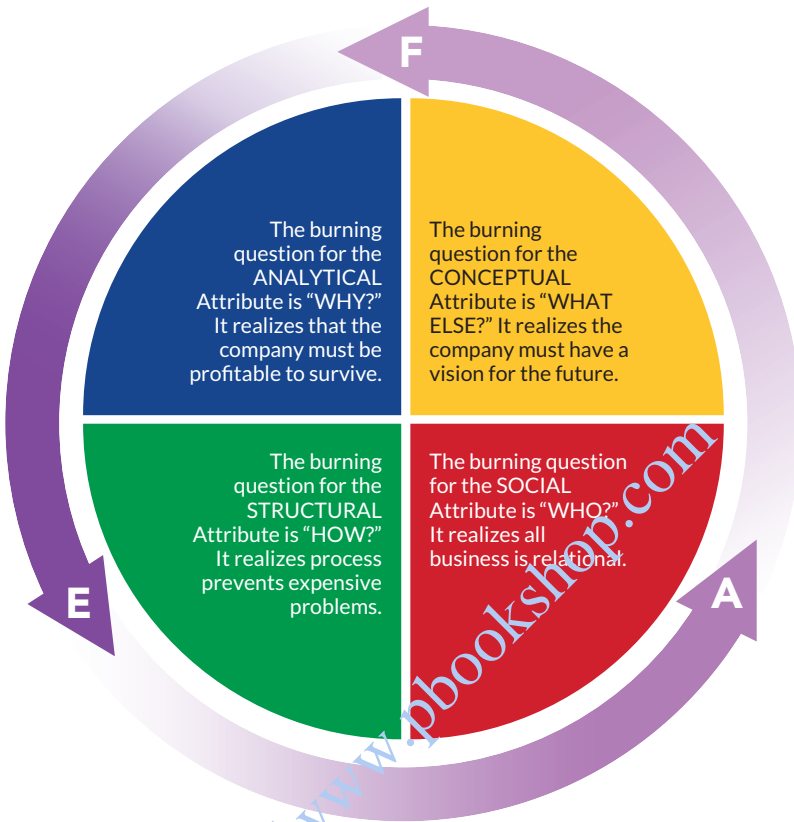 F
The burning
question for the
ANALYTICAL
Attribute is “WHY?”
It realizes that the
company must be
profitable to survive.
The burning
question for the
CONCEPTUAL
Attribute is “WHAT
ELSE?” It realizes the
company must have a
vision for the future.
The burning
question for the
STRUCTURAL
Attribute is “HOW?”
It realizes process
prevents expensive
problems.
The burning question
for the SOCIAL
Attribute is “WHO?”
It realizes all
business is relational.
E
A
www.pbookshop.com